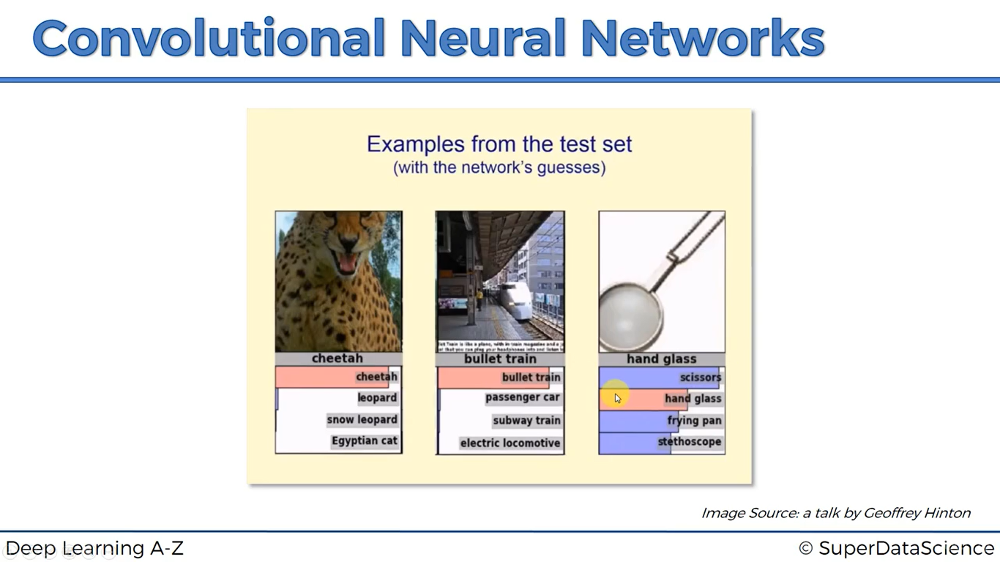 Convolutional Neural Networks
Examples from the test set
(with the network's guesses)
cheetah
cheetah
leopard
snow leopard
Egyptian cat
bullet train
bullet train
passenger car
subway train
electric locomotive
hand glass
scissors
hand glass
frying pan
stethoscope
Image Source: a talk by Geoffrey Hinton
Deep Learning A-Z
© SuperDataScience